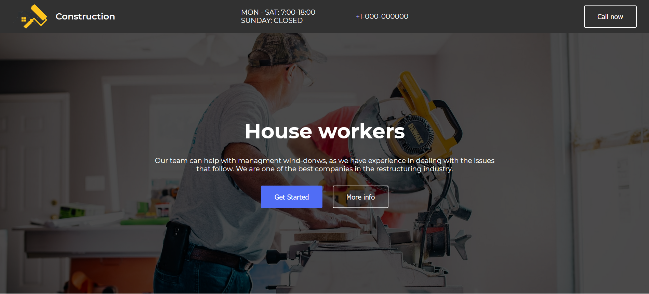 Construction
MON - SAT: 7:00-18:00
SUNDAY: CLOSED
+1-000-000000
Call now
House workers
Our team can help with managment wind-donws, as we have experience in dealing with the issues
that follow. We are one of the best companies in the restructuring industry.
Get Started
More info